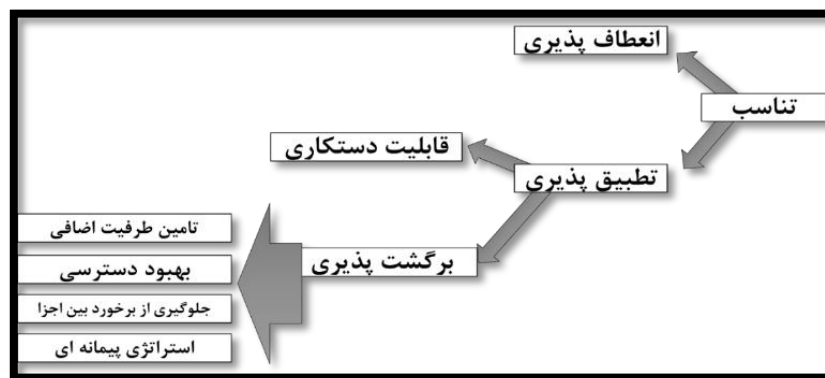 انعطاف پذیری
تناسب
قابلیت دستکاری
تطبیق پذیری
برگشت پذیری
تامین طرفیت اضافی
بهبود دسترسی
جلوگیری از برخورد بین اجزا
استراتژی پیمانه ای